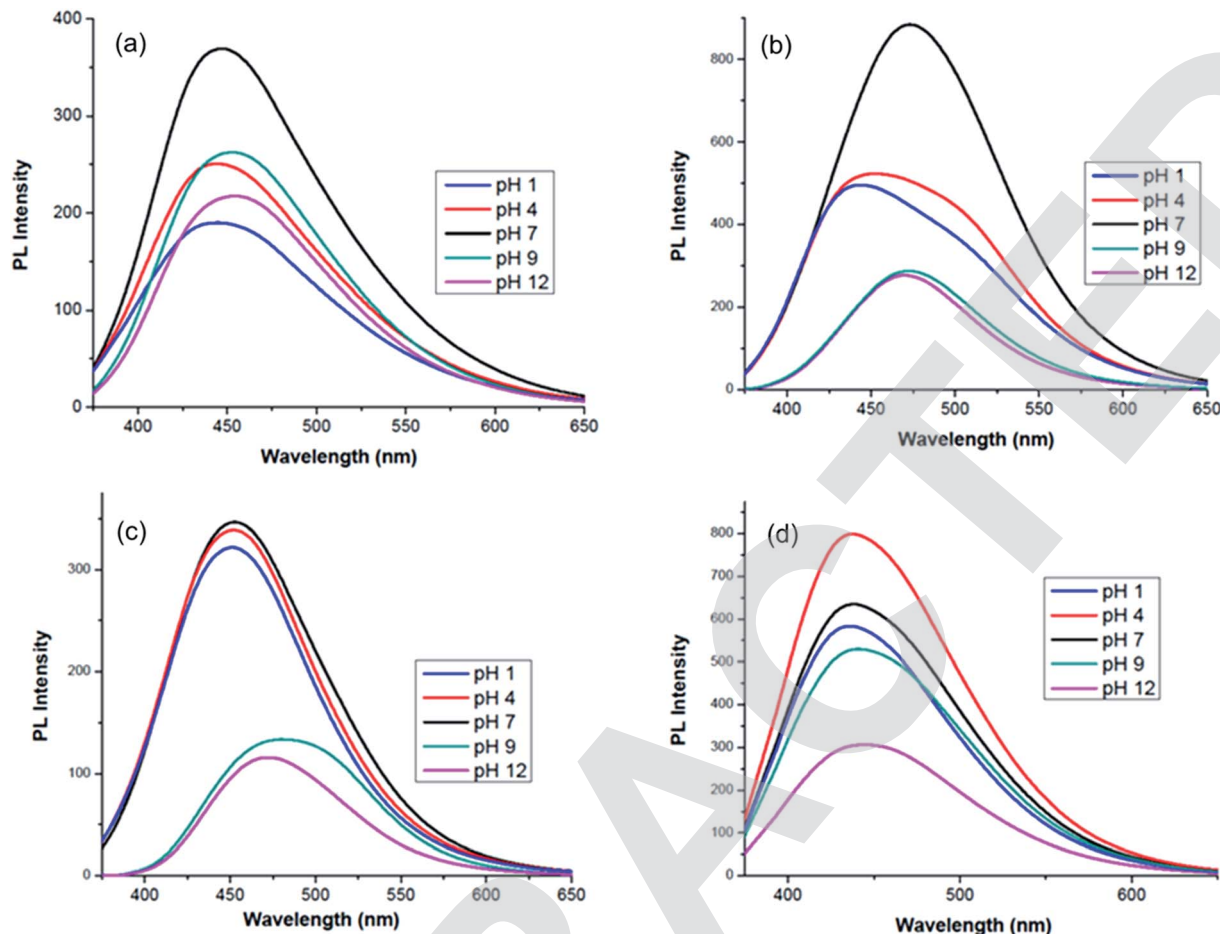 (a)
400
300
200
100
0
PL Intensity
pH 1
pH 4
pH 7
pH 9
pH 12
400 450 500 550 600 650
Wavelength (nm)
(b)
800
600
400
200
0
PL Intensity
pH 1
pH 4
pH 7
pH 9
pH 12
400 450 500 550 600 650
Wavelength (nm)
(c)
300
200
100
0
PL Intensity
pH 1
pH 4
pH 7
pH 9
pH 12
400 450 500 550 600 650
Wavelength (nm)
(d)
800
700
600
500
400
300
200
100
0
PL Intensity
pH 1
pH 4
pH 7
pH 9
pH 12
400 500 600
Wavelength (nm)
RACTED